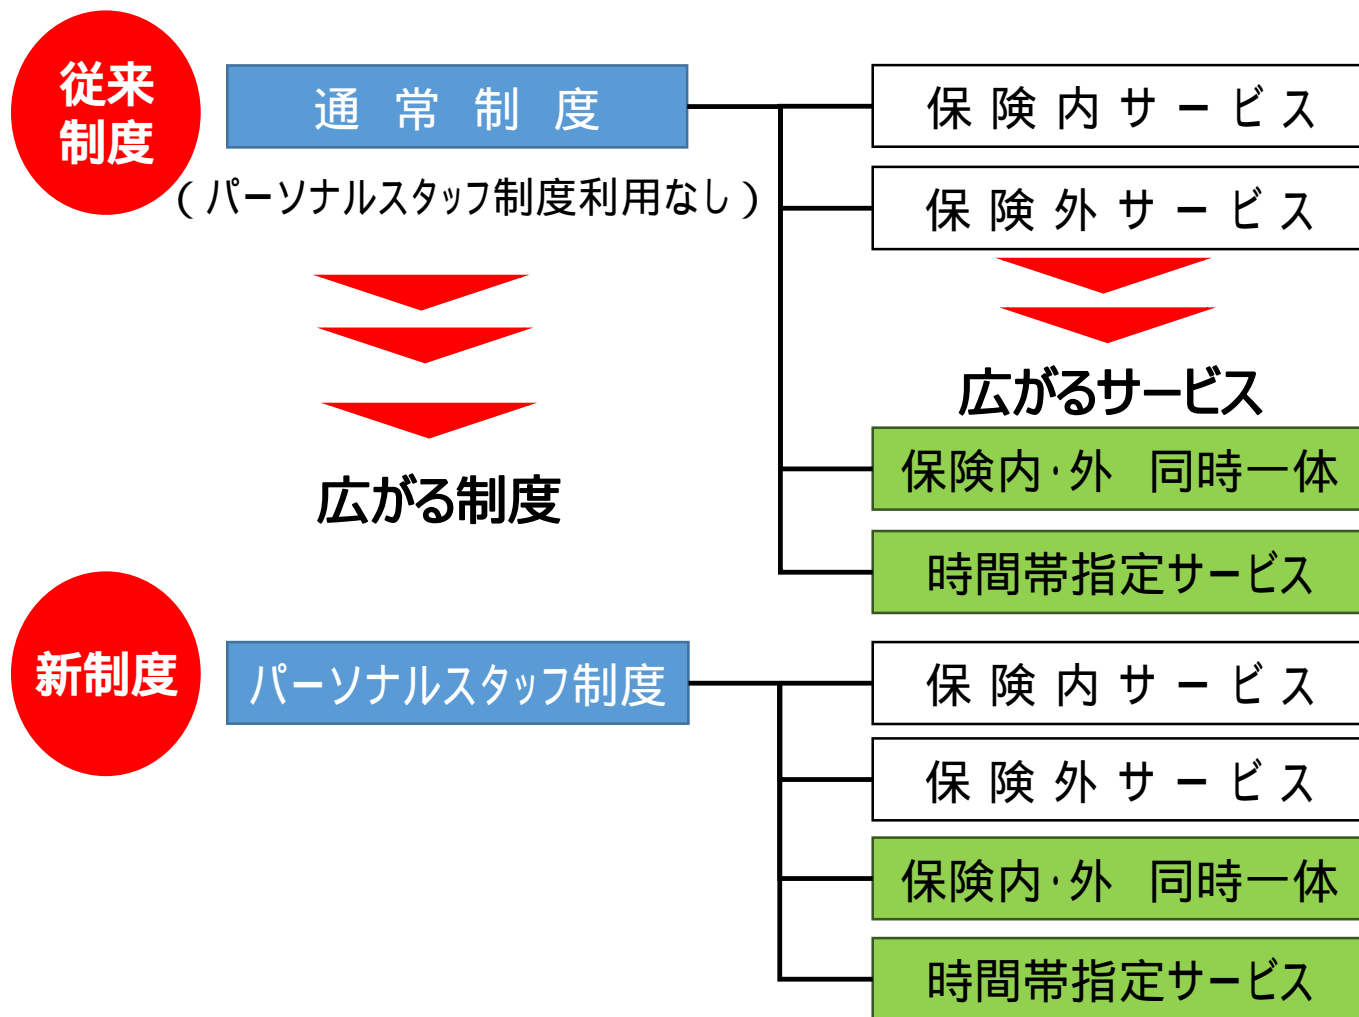 従来
制度
通常制度
(パーソナルスタッフ制度利用なし)
保険内サービス
保険外サービス
広がるサービス
保険内・外 同時一体
時間帯指定サービス
広がる制度
新制度
パーソナルスタッフ制度
保険内サービス
保険外サービス
保険内・外 同時一体
時間帯指定サービス